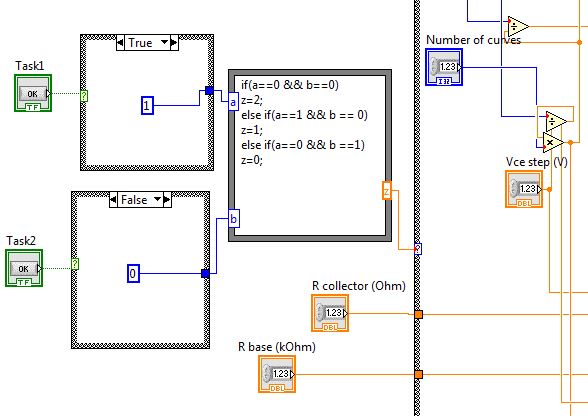 True
Task1
OK
TF
?
1
a
if(a==0 && b==0)
z=2;
else if(a==1 && b == 0)
z=1;
else if(a==0 && b ==1)
z=0;
z
b
False
Task2
OK
TF
?
0
?
Number of curves
1.23
I32
÷
÷
×
Vce step (V)
1.23
DBL
R collector (Ohm)
1.23
DBL
R base (kOhm)
1.23
DBL